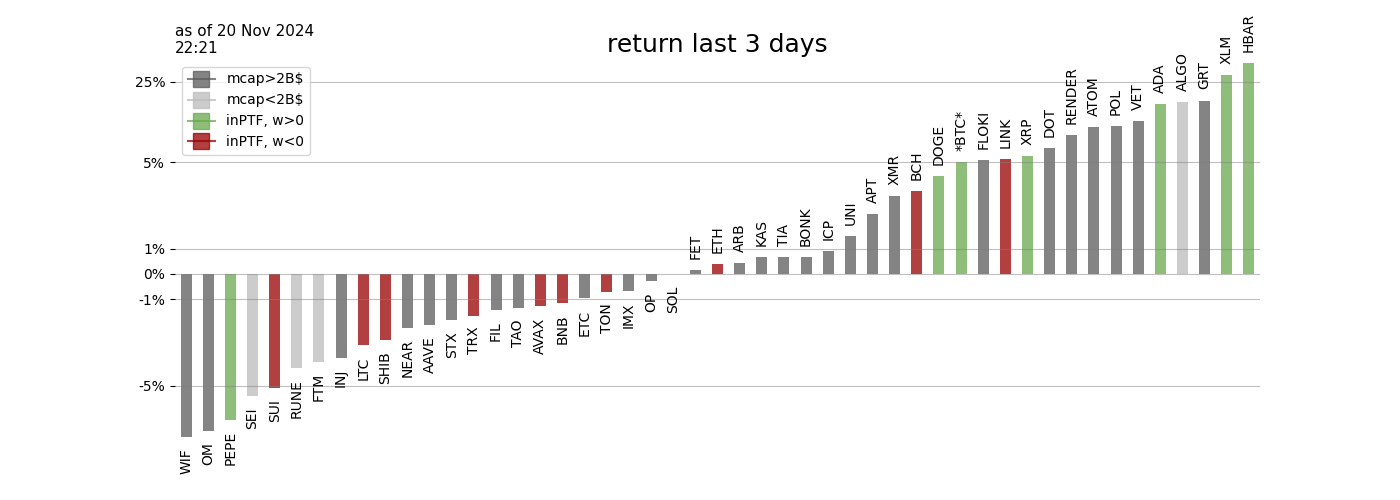 as of 20 Nov 2024
22:21
return last 3 days
mcap>2B$
mcap<2B$
inPTF, w>0
inPTF, w<0
25%
5%
1%
0%
-1%
-5%
WIF
OM
PEPE
SEI
SUI
RUNE
FTM
INJ
LTC
SHIB
NEAR
AAVE
STX
TRX
FIL
TAO
AVAX
BNB
ETC
TON
IMX
OP
SOL
FET
ETH
ARB
KAS
TIA
BONK
ICP
UNI
APT
XMR
BCH
DOGE
*BTC*
FLOKI
LINK
XRP
DOT
RENDER
ATOM
POL
VET
ADA
ALGO
GRT
XLM
HBAR